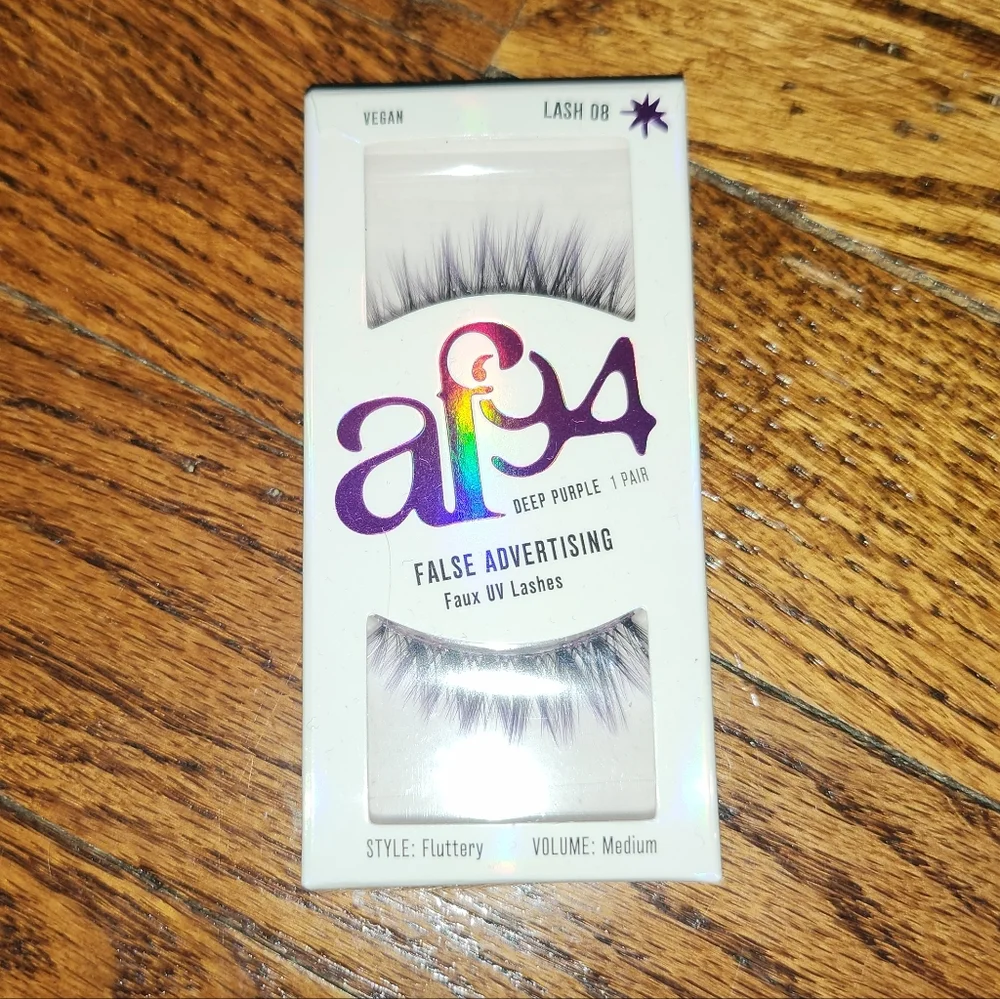 VEGAN
LASH 08
af94
DEEP PURPLE 1 PAIR
FALSE ADVERTISING
Faux UV Lashes
STYLE: Fluttery
VOLUME: Medium